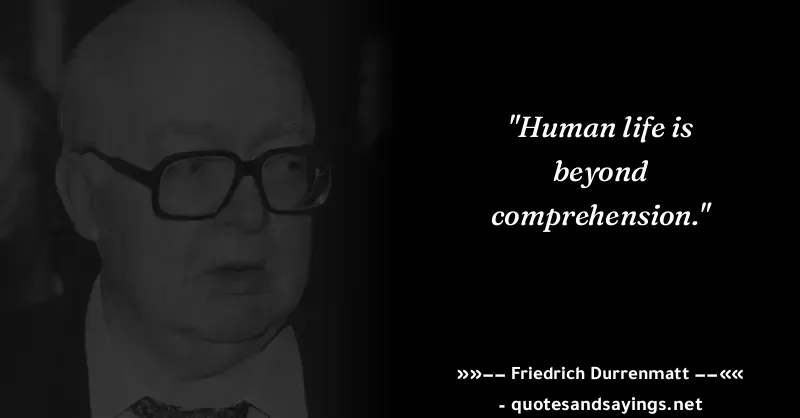 "Human life is
beyond
comprehension."
»»–– Friedrich Durrenmatt ––««
- quotesandsayings.net